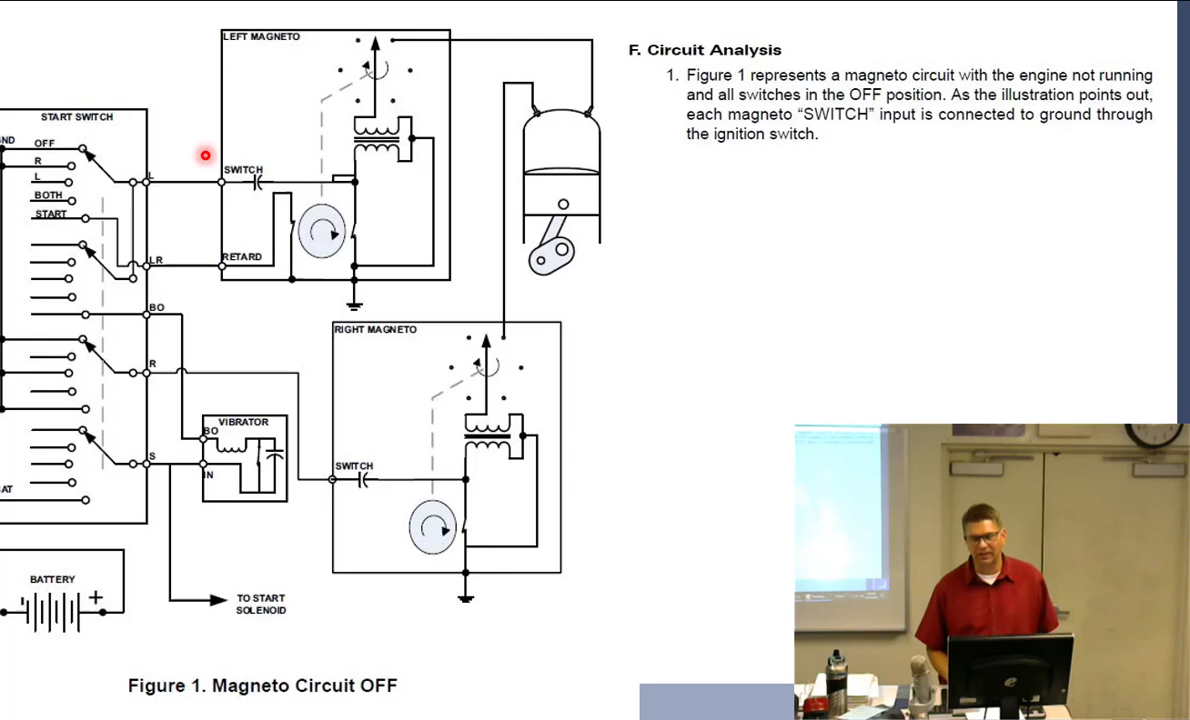 LEFT MAGNETO
START SWITCH
ND
OFF
R
L
BOTH
START
L
SWITCH
LR
RETARD
BO
R
S
RIGHT MAGNETO
VIBRATOR
BO
IN
SWITCH
AT
BATTERY
- +
TO START
SOLENOID
Figure 1. Magneto Circuit OFF
F. Circuit Analysis
1. Figure 1 represents a magneto circuit with the engine not running
and all switches in the OFF position. As the illustration points out,
each magneto “SWITCH” input is connected to ground through
the ignition switch.